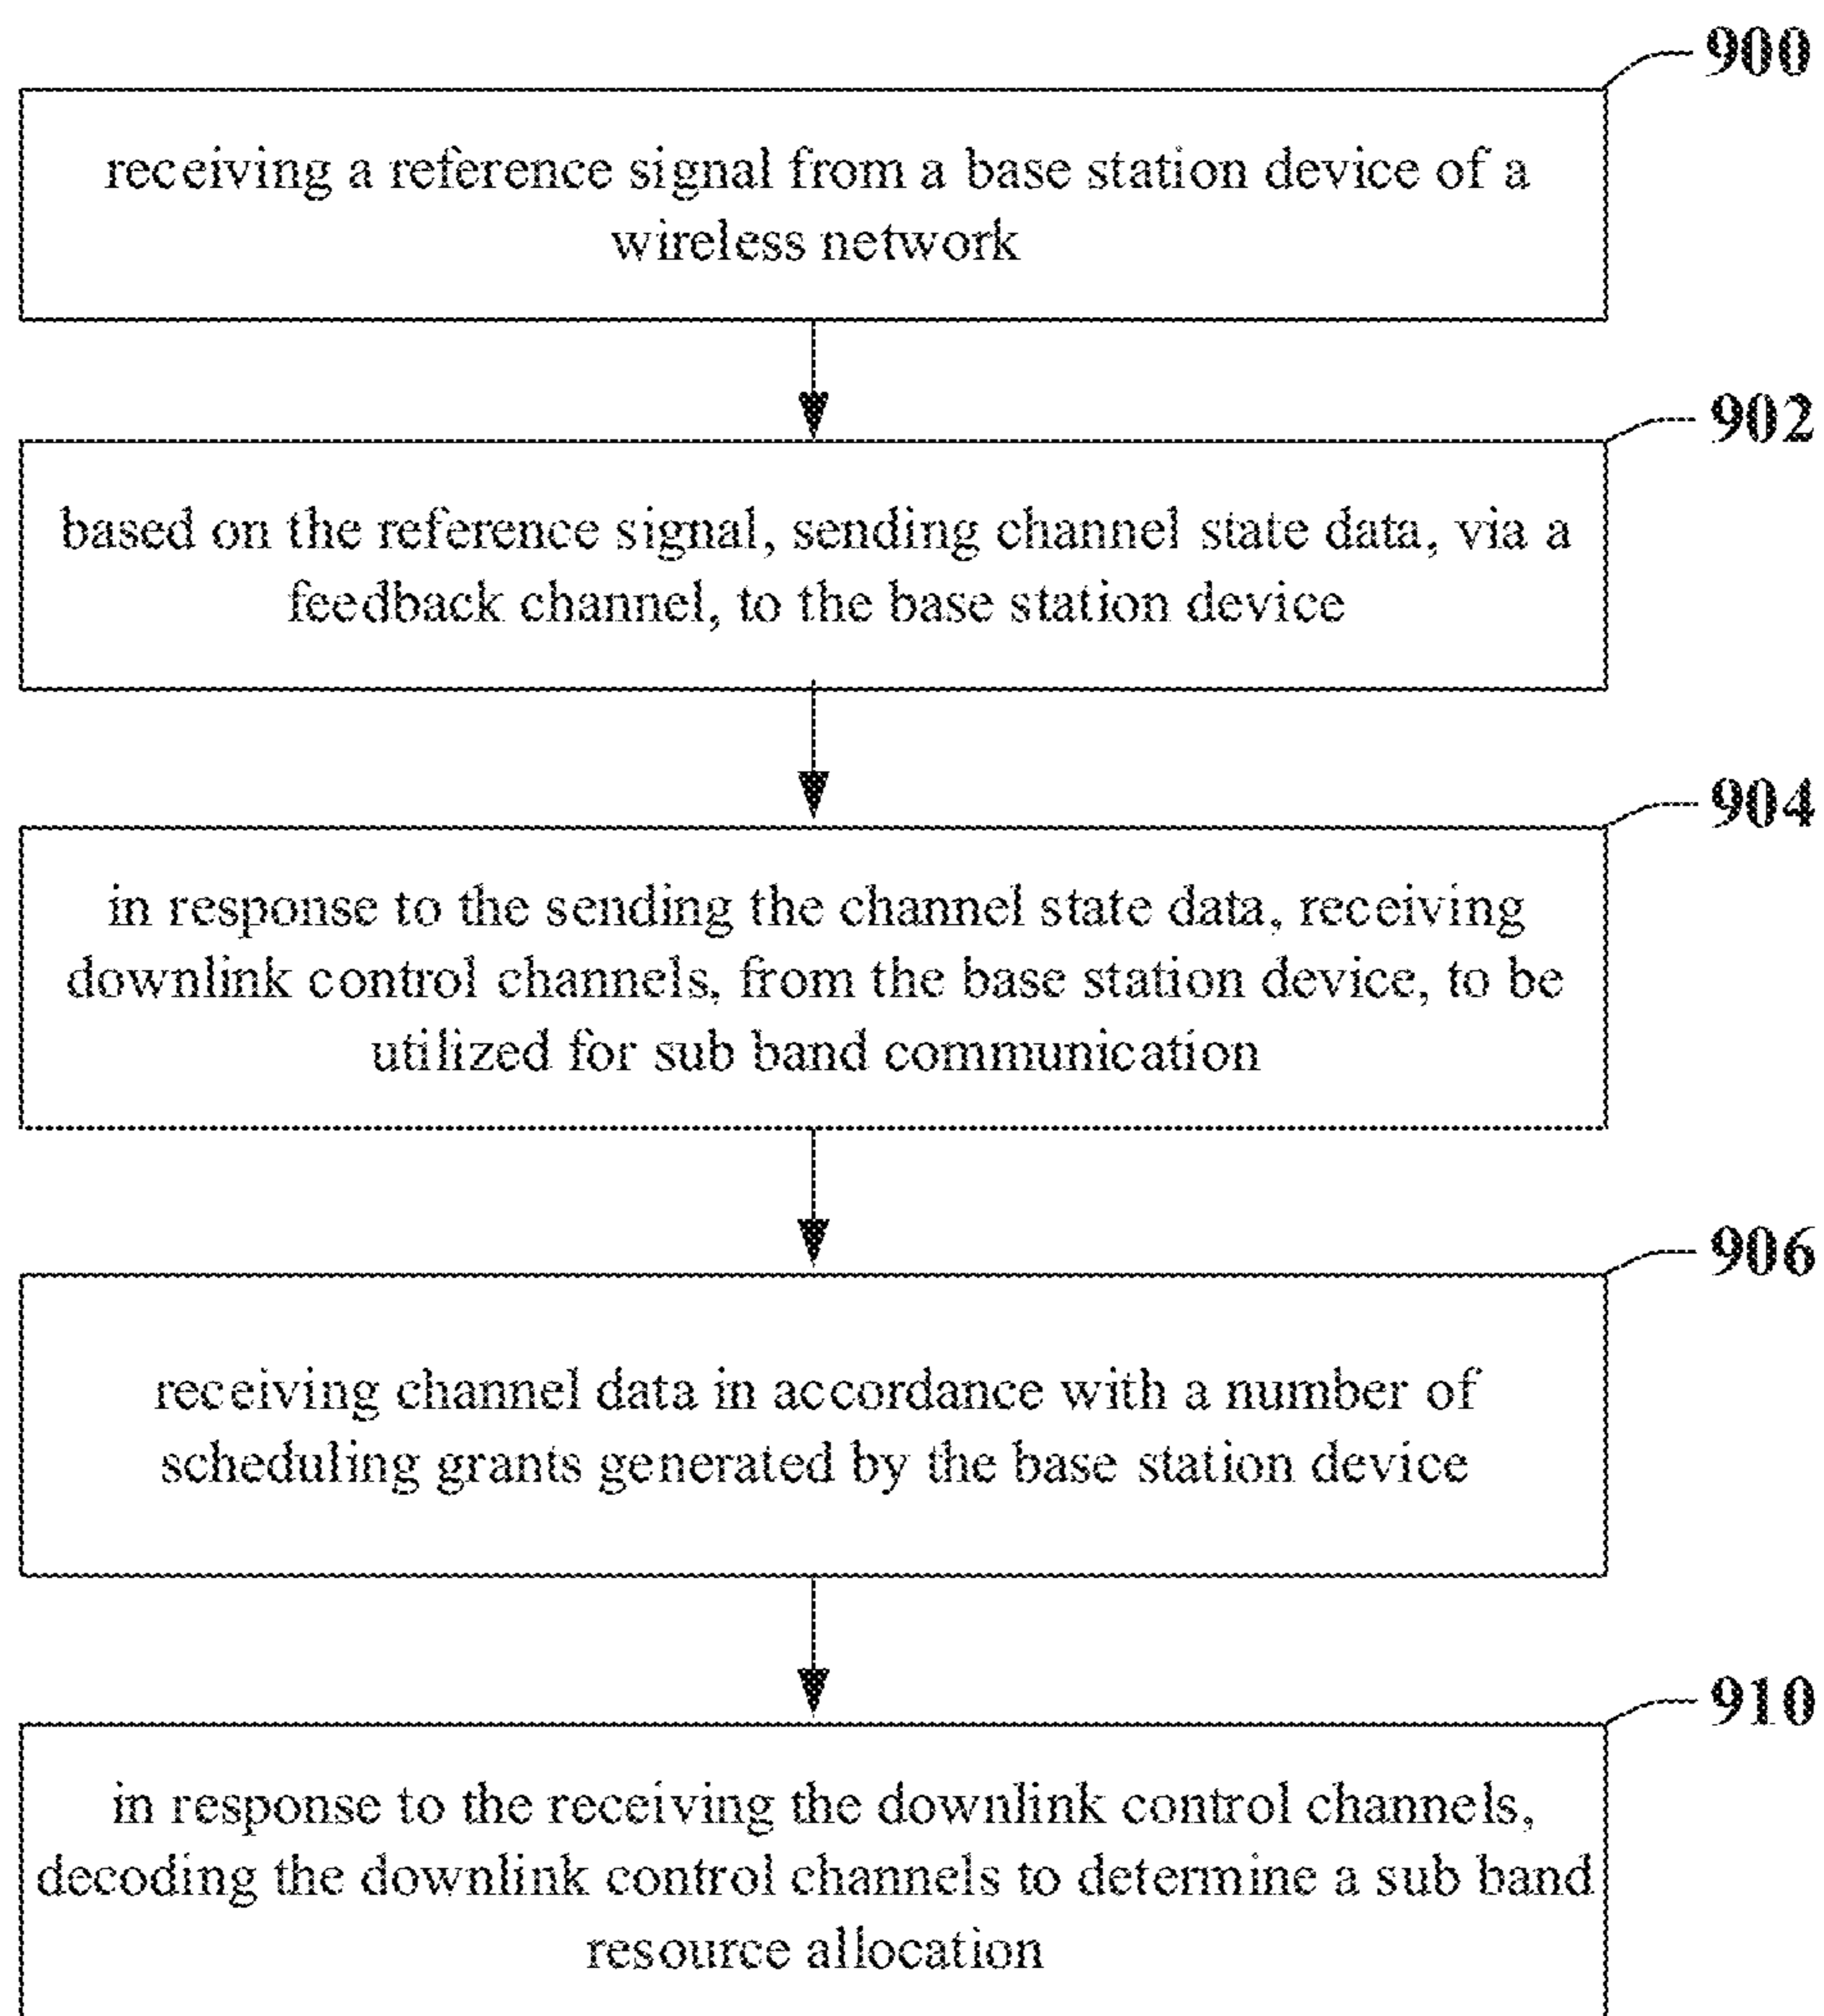 900
receiving a reference signal from a base station device of a
wireless network
902
based on the reference signal, sending channel state data, via a
feedback channel, to the base station device
904
in response to the sending the channel state data, receiving
downlink control channels, from the base station device, to be
utilized for sub band communication
906
receiving channel data in accordance with a number of
scheduling grants generated by the base station device
910
in response to the receiving the downlink control channels,
decoding the downlink control channels to determine a sub band
resource allocation